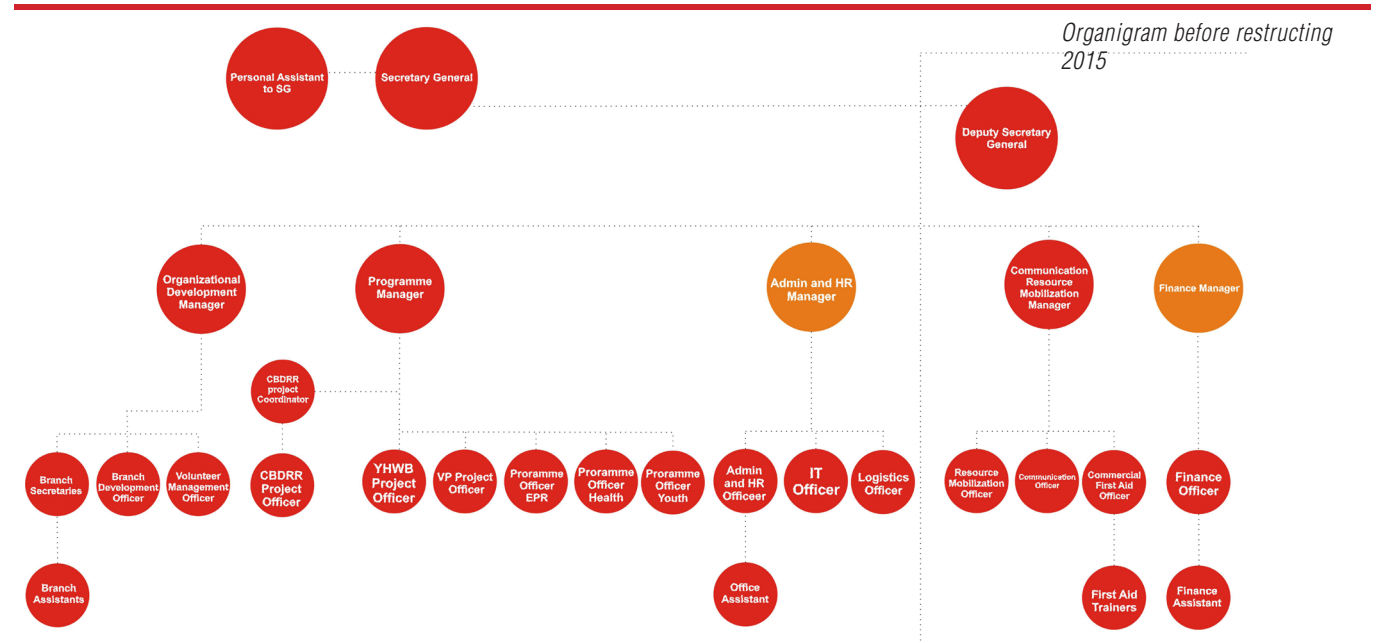 Organigram before restructing
2015
Personal Assistant
to SG
Secretary General
Deputy Secretary
General
Organizational
Development
Manager
Programme
Manager
Admin and HR
Manager
Communication
Resource
Mobilization
Manager
Finance Manager
CBDRR
project
Coordinator
Branch
Secretaries
Branch
Development
Officer
Volunteer
Management
Officer
CBDRR
Project
Officer
YHWB
Project
Officer
VP Project
Officer
Proramme
Officer
EPR
Proramme
Officer
Health
Proramme
Officer
Youth
Admin
and HR
Officeer
IT
Officer
Logistics
Officer
Resource
Mobilization
Officer
Communication
Officer
Commercial
First Aid
Officer
Finance
Officer
Branch
Assistants
Office
Assistant
First Aid
Trainers
Finance
Assistant